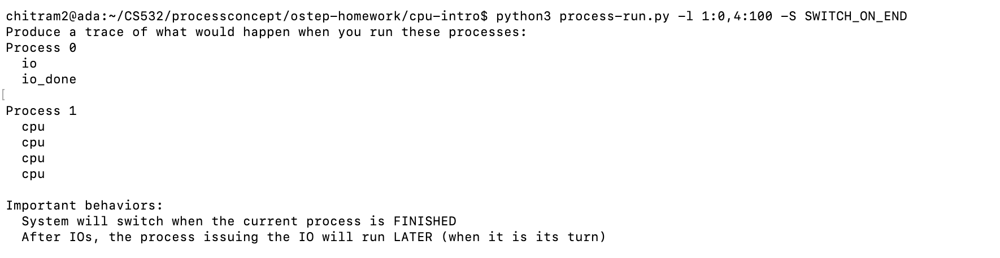 chitram2@ada:~/CS532/processconcept/ostep-homework/cpu-intro$ python3 process-run.py -l 1:0,4:100 -S SWITCH_ON_END
Produce a trace of what would happen when you run these processes:
Process 0
  io
  io_done
[
Process 1
  cpu
  cpu
  cpu
  cpu

Important behaviors:
  System will switch when the current process is FINISHED
  After IOs, the process issuing the IO will run LATER (when it is its turn)